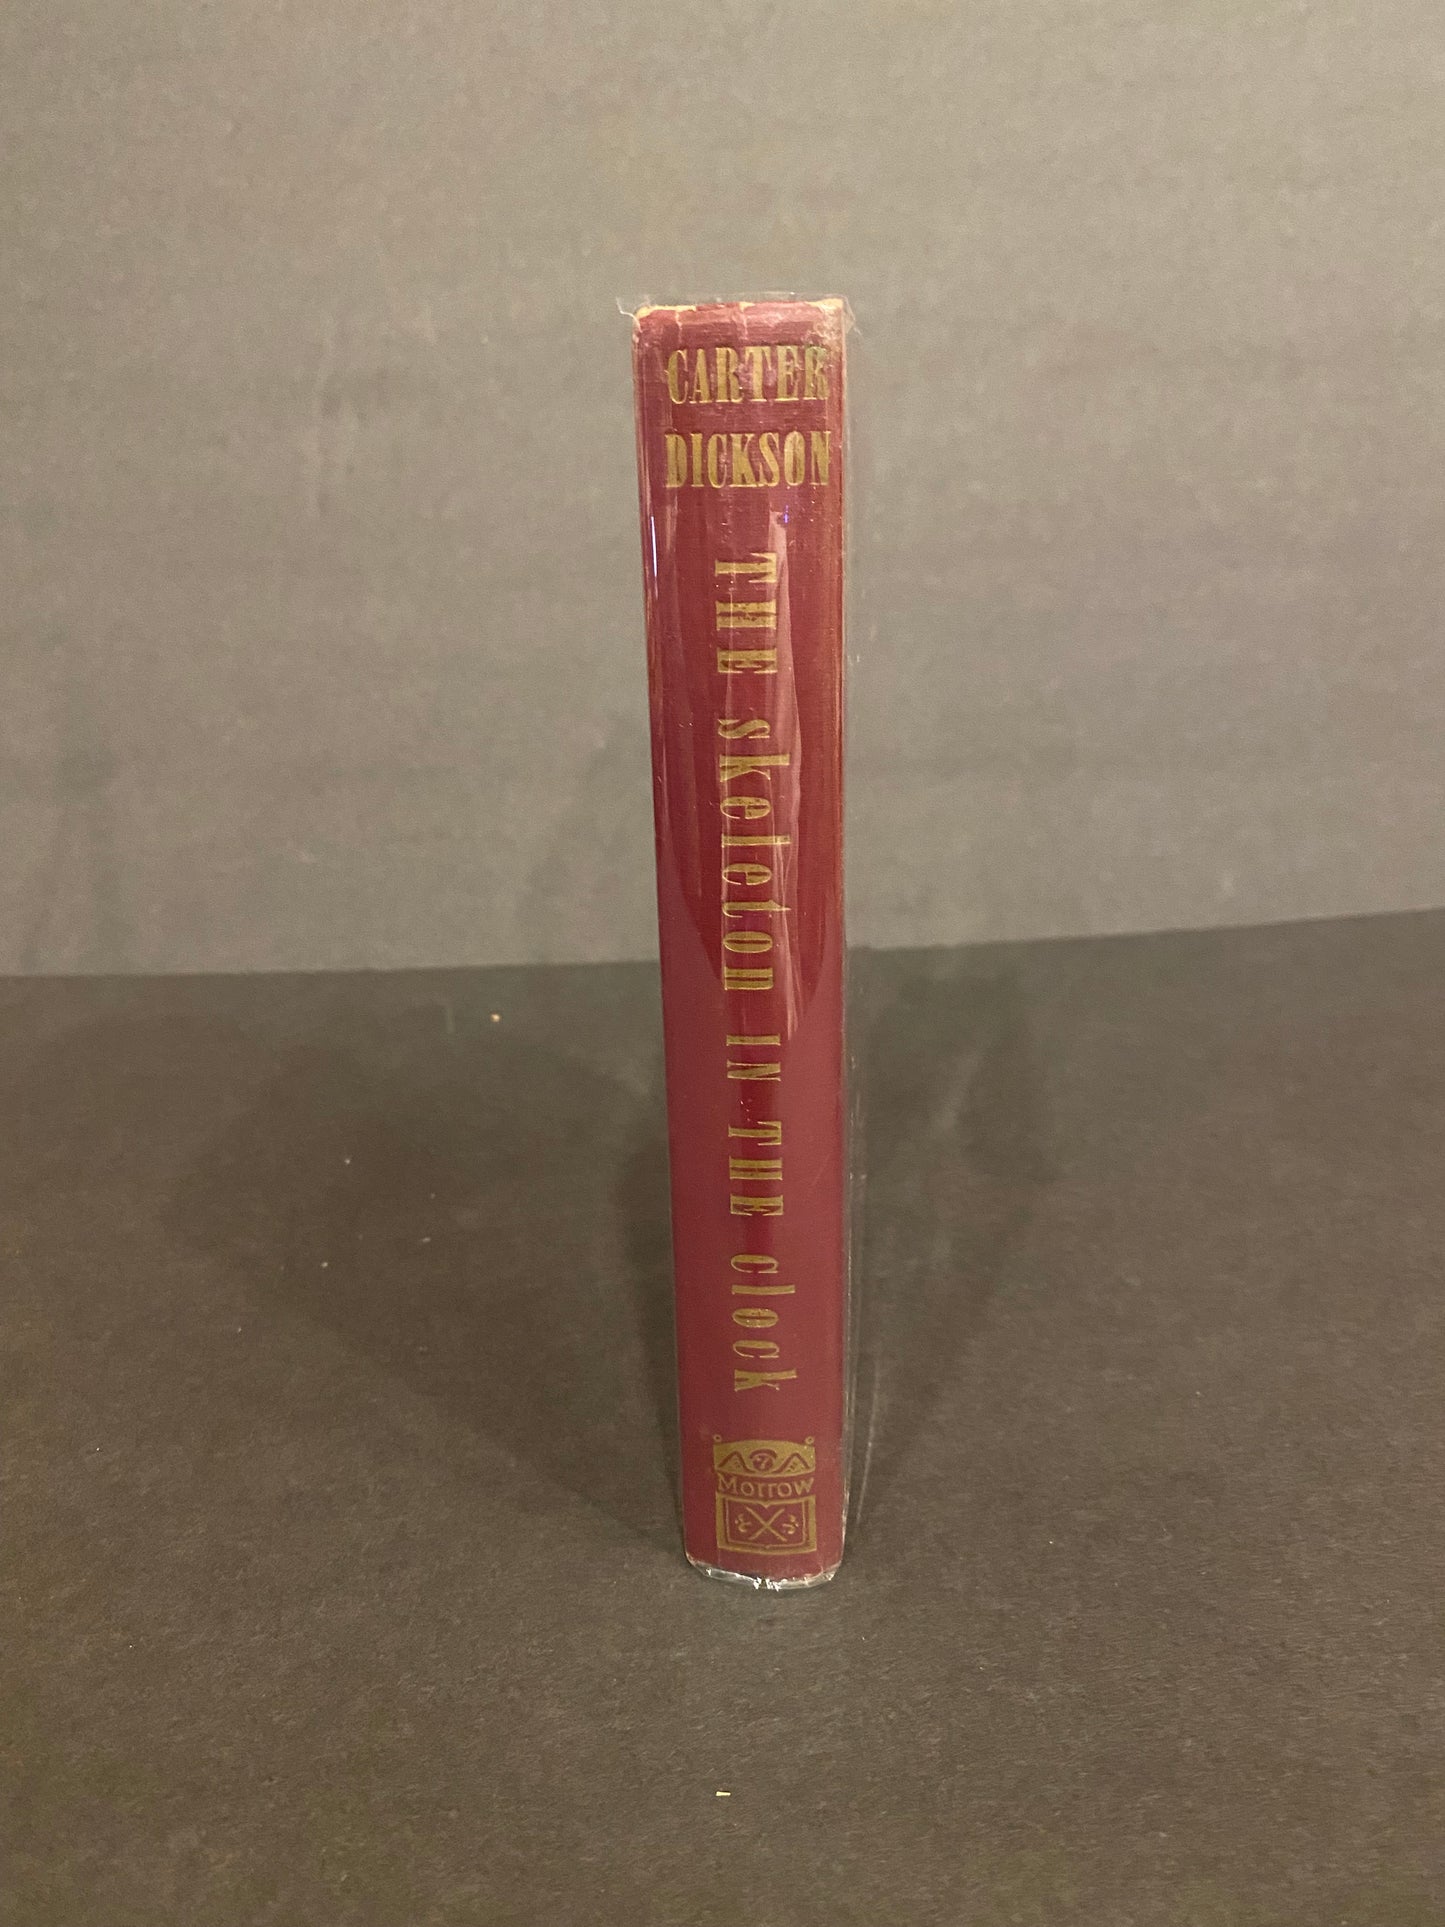 CARTER
DICKSON
THE skeleton IN THE clock
Morrow